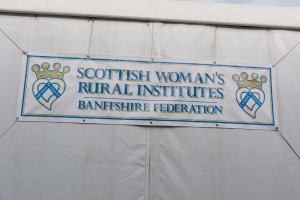 SCOTTISH WOMAN'S
RURAL INSTITUTES
BANFFSHIRE FEDERATION